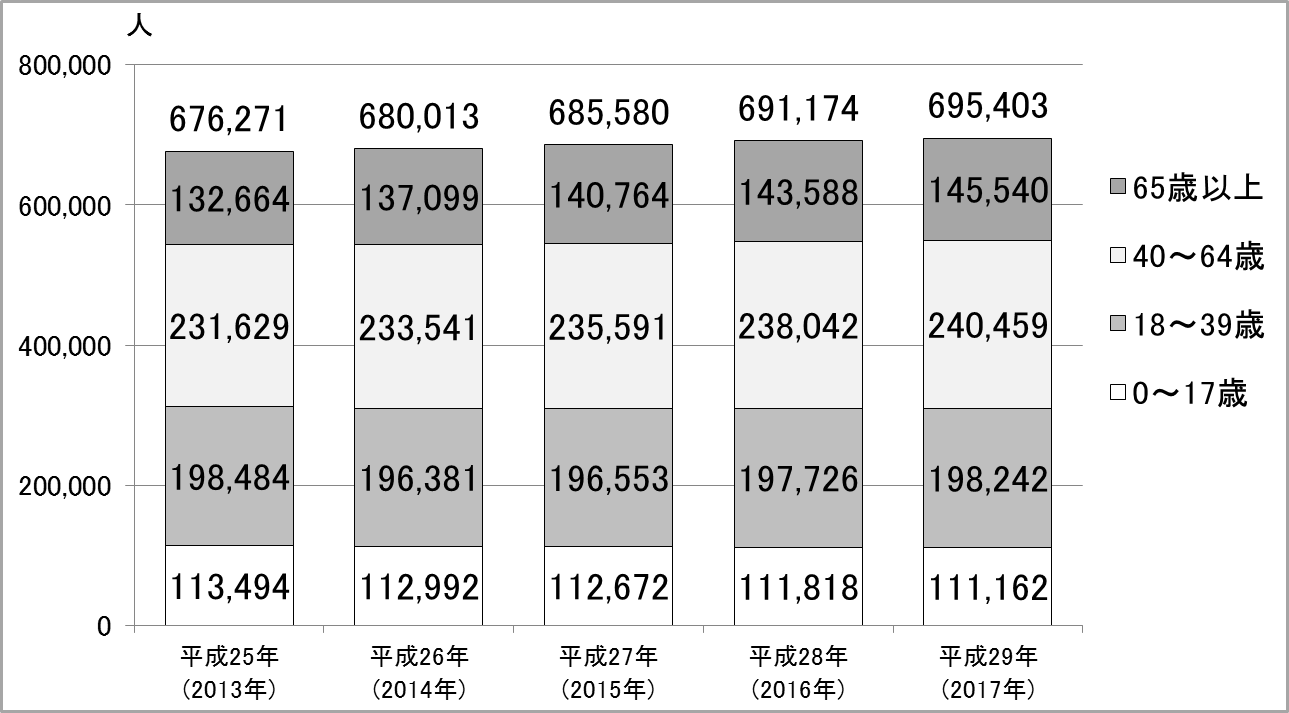 人
800,000
600,000
400,000
200,000
0
676,271
680,013
685,580
691,174
695,403
132,664
137,099
140,764
143,588
145,540
231,629
233,541
235,591
238,042
240,459
198,484
196,381
196,553
197,726
198,242
113,494
112,992
112,672
111,818
111,162
平成25年
(2013年)
平成26年
(2014年)
平成27年
(2015年)
平成28年
(2016年)
平成29年
(2017年)
65歳以上
40～64歳
18～39歳
0～17歳